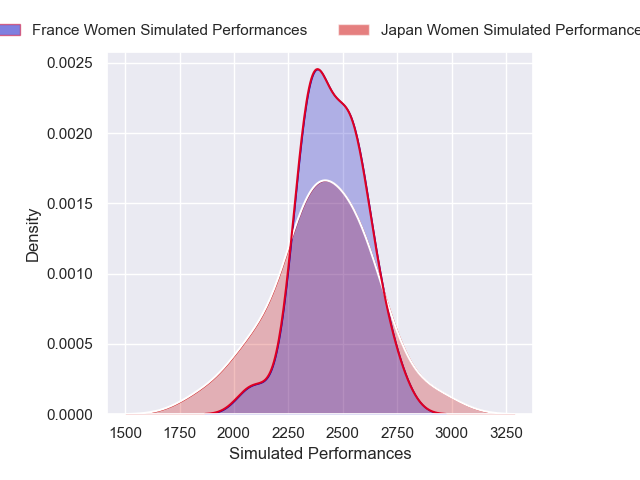 France Women Simulated Performances
Japan Women Simulated Performance
0.0025
0.0020
0.0015
0.0010
0.0005
0.0000
Density
1500 1750 2000 2250 2500 2750 3000 3250
Simulated Performances